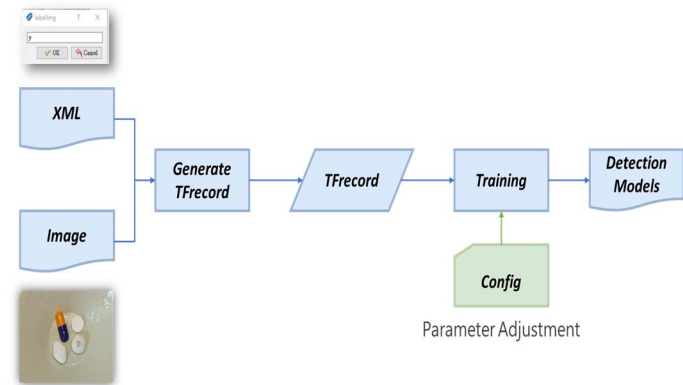 labelImg
y
OK
Cancel
XML
Generate
TFrecord
TFrecord
Training
Detection
Models
Image
Config
Parameter Adjustment